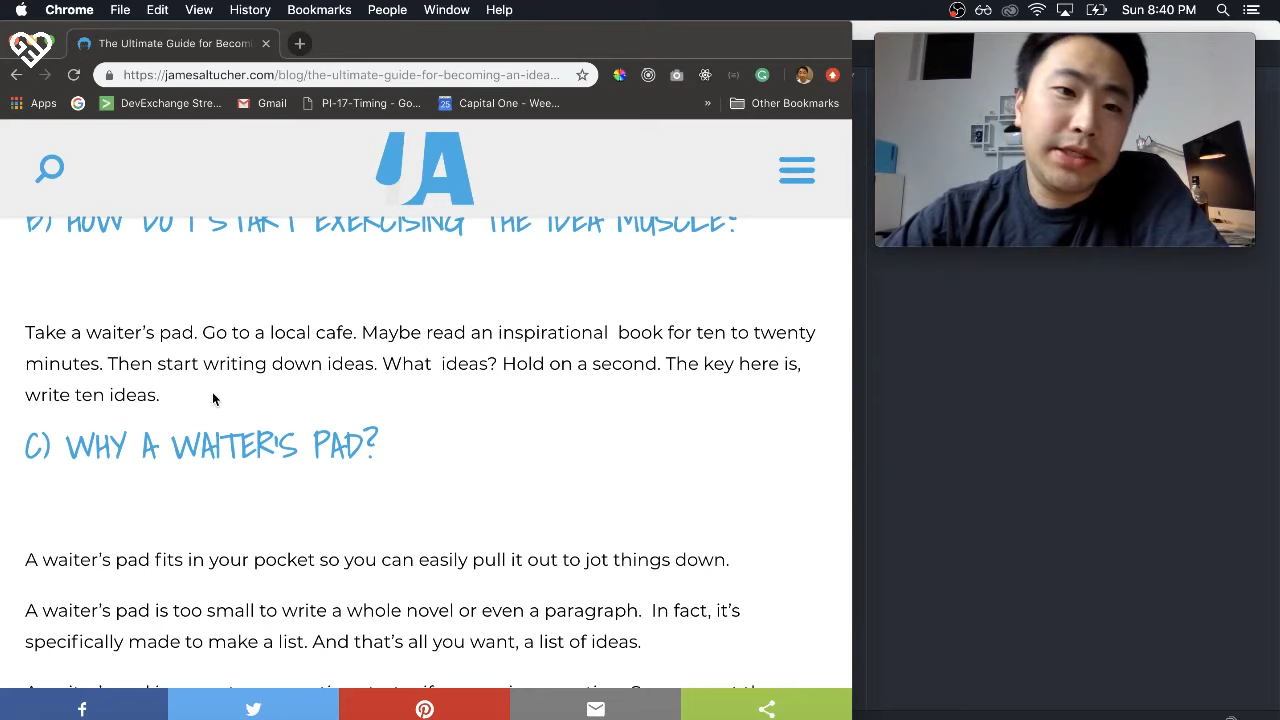 Chrome File Edit View History Bookmarks People Window Help Sun 8:40 PM
The Ultimate Guide for Becomi
https://jamesaltucher.com/blog/the-ultimate-guide-for-becoming-an-idea...
Apps DevExchange Stre... Gmail PI-17-Timing - Go... 25 Capital One - Wee... » Other Bookmarks
JA
B) HOW DO I START EXERCISING THE IDEA MUSCLE?
Take a waiter’s pad. Go to a local cafe. Maybe read an inspirational book for ten to twenty
minutes. Then start writing down ideas. What ideas? Hold on a second. The key here is,
write ten ideas.
C) WHY A WAITER'S PAD?
A waiter’s pad fits in your pocket so you can easily pull it out to jot things down.
A waiter’s pad is too small to write a whole novel or even a paragraph. In fact, it’s
specifically made to make a list. And that’s all you want, a list of ideas.